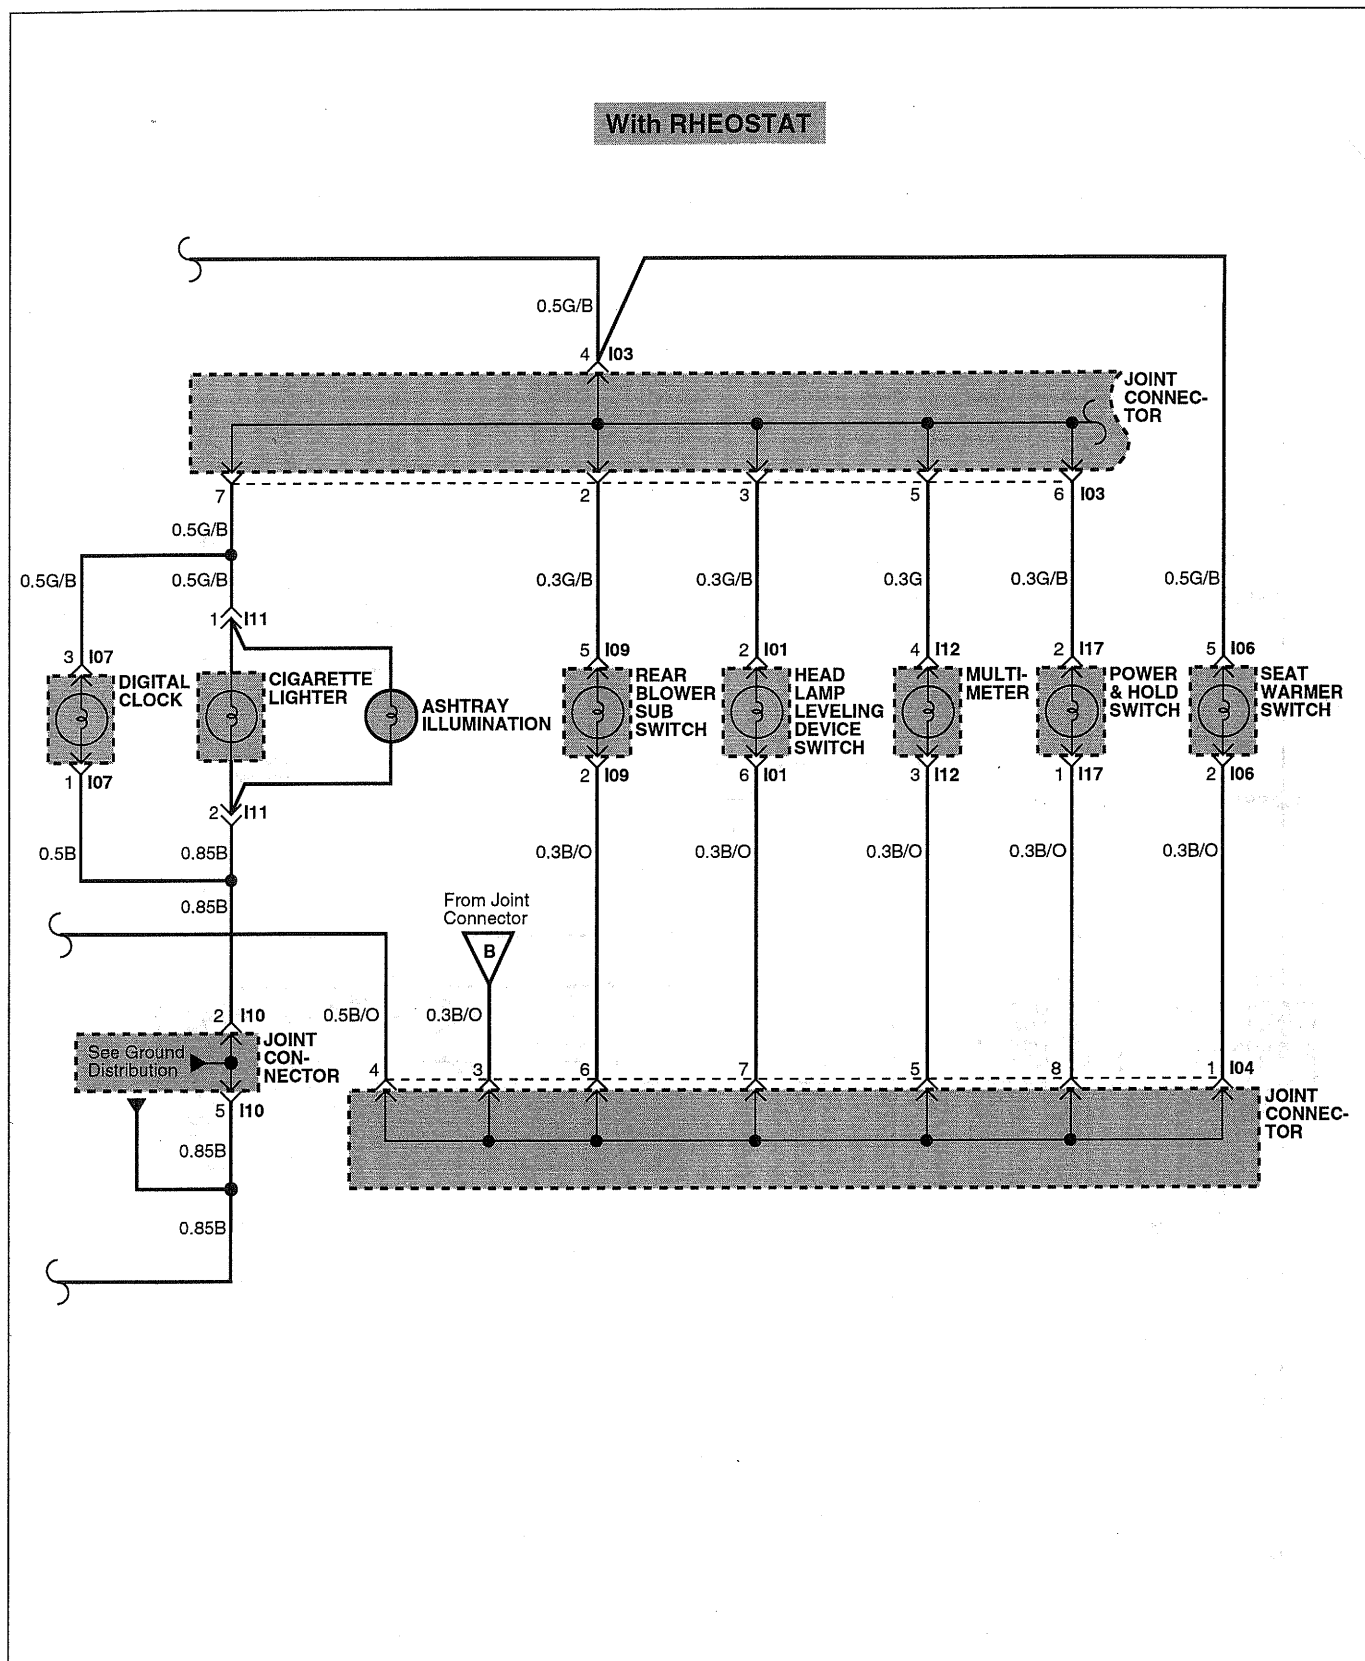 With RHEOSTAT
0.5G/B
4 I03
JOINT
CONNEC-
TOR
7 2 3 5 6 I03
0.5G/B
0.5G/B 0.5G/B 0.3G/B 0.3G/B 0.3G 0.3G/B 0.5G/B
1 I11
3 I07 5 I09 2 I01 4 I12 2 I17 5 I06
DIGITAL
CLOCK
CIGARETTE
LIGHTER
ASHTRAY
ILLUMINATION
REAR
BLOWER
SUB
SWITCH
HEAD
LAMP
LEVELING
DEVICE
SWITCH
MULTI-
METER
POWER
& HOLD
SWITCH
SEAT
WARMER
SWITCH
1 I07 2 I09 6 I01 3 I12 1 I17 2 I06
2 I11
0.5B 0.85B 0.3B/O 0.3B/O 0.3B/O 0.3B/O 0.3B/O
0.85B
From Joint
Connector
B
2 I10 0.5B/O 0.3B/O
See Ground
Distribution
JOINT
CON-
NECTOR
4 3 6 7 5 8 1 I04
JOINT
CONNEC-
TOR
5 I10
0.85B
0.85B